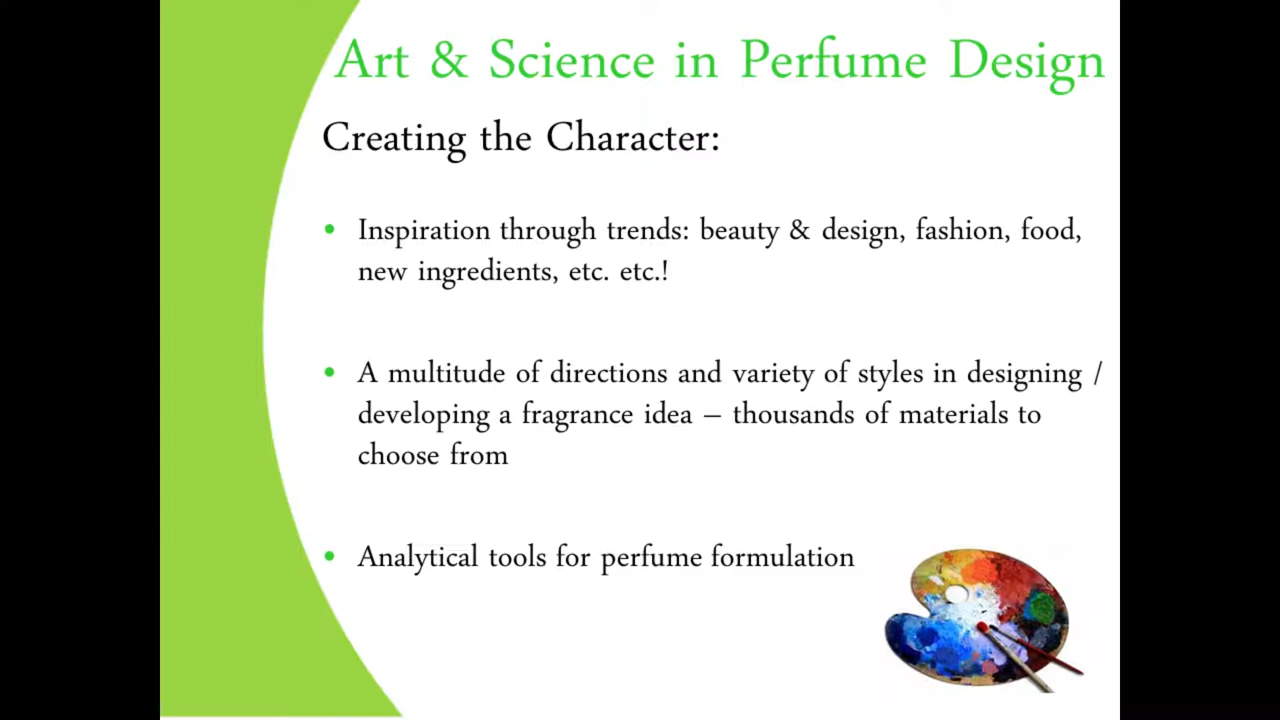 Art & Science in Perfume Design
Creating the Character:
• Inspiration through trends: beauty & design, fashion, food,
new ingredients, etc. etc.!
• A multitude of directions and variety of styles in designing /
developing a fragrance idea – thousands of materials to
choose from
• Analytical tools for perfume formulation